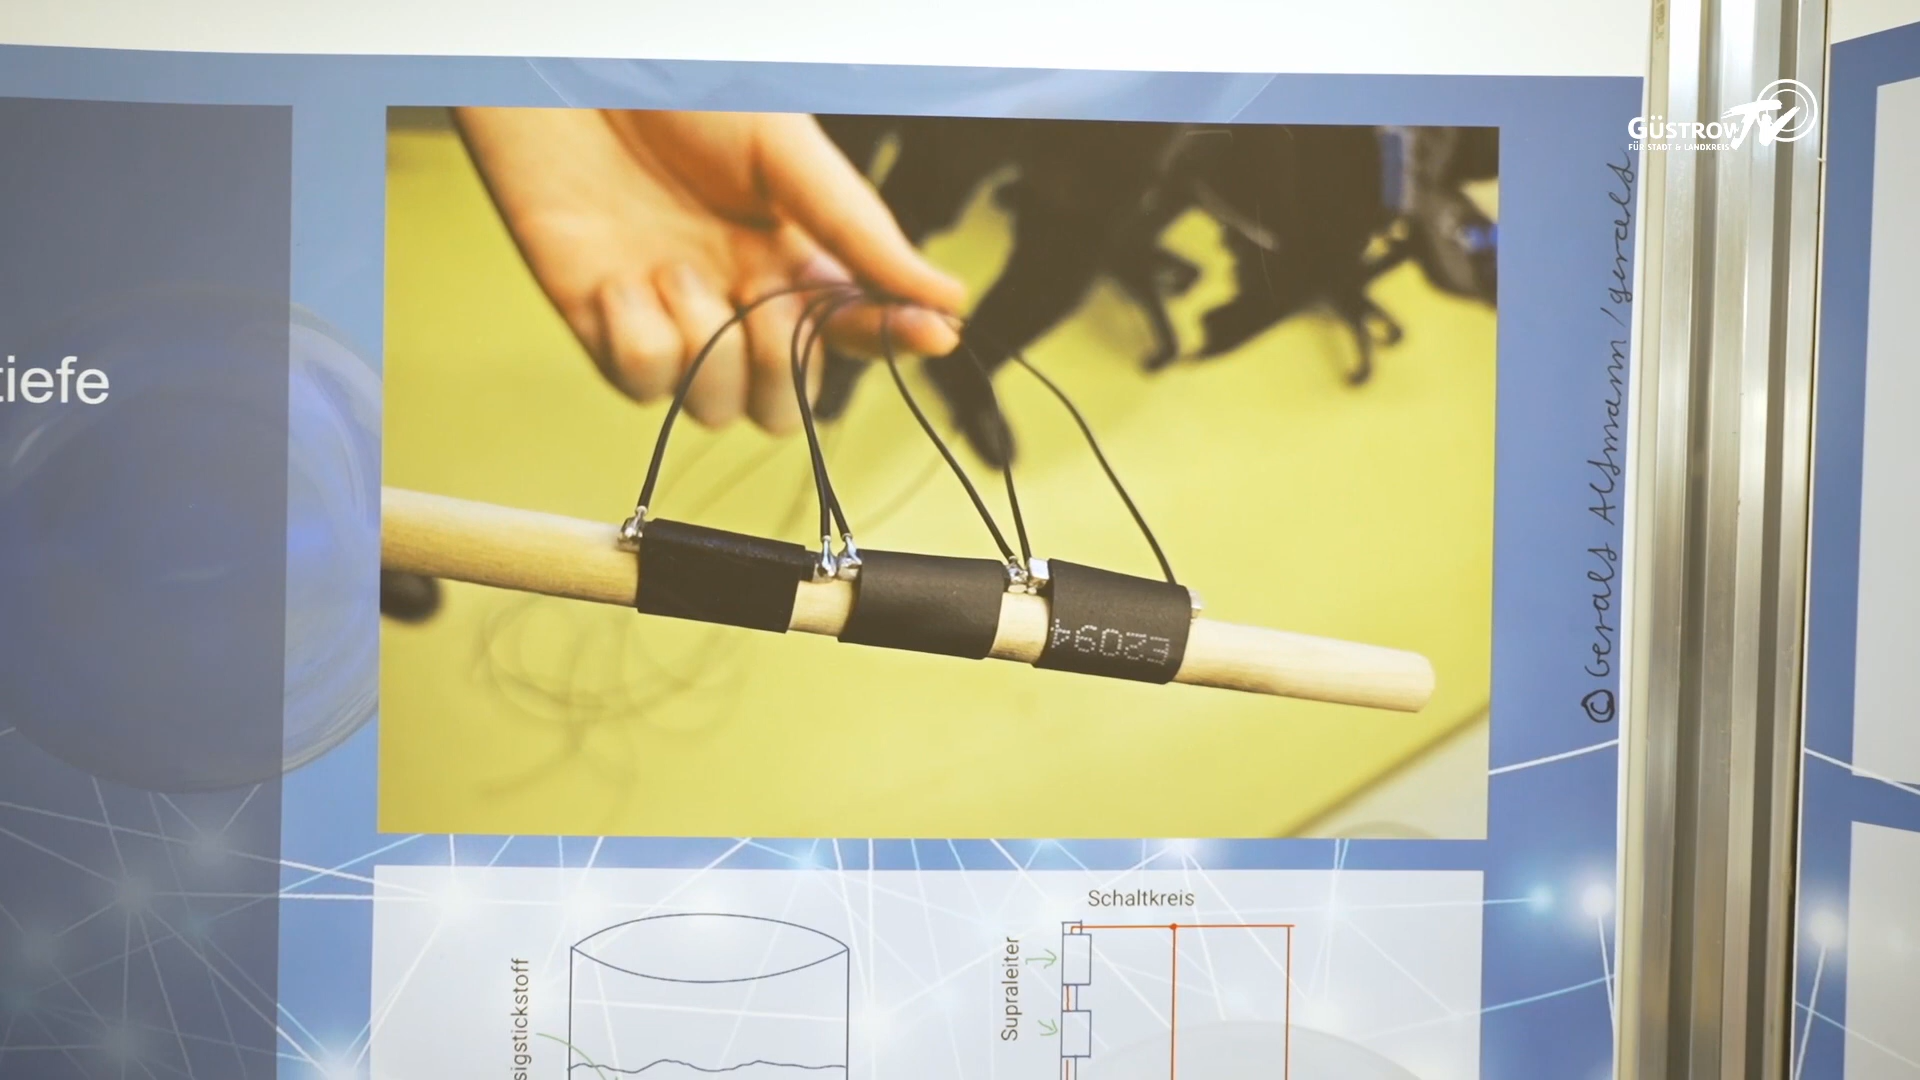 GÜSTROW TV
FÜR STADT & LANDKREIS
tiefe
E2094
© Gerald Altmann / gerald
Schaltkreis
Supraleiter
sigstickstoff